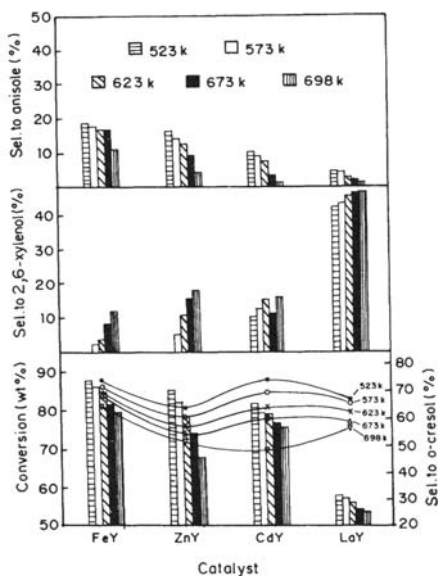 50
40
30
20
10
Sel. to anisole (%)
523 k
573 k
623 k
673 k
698 k
40
30
20
10
Sel. to 2,6-xylenol (%)
90
80
70
60
50
Conversion (wt%)
80
70
60
50
40
30
20
Sel. to o-cresol (%)
523k
573k
623k
673k
698k
FeY ZnY CdY LaY
Catalyst